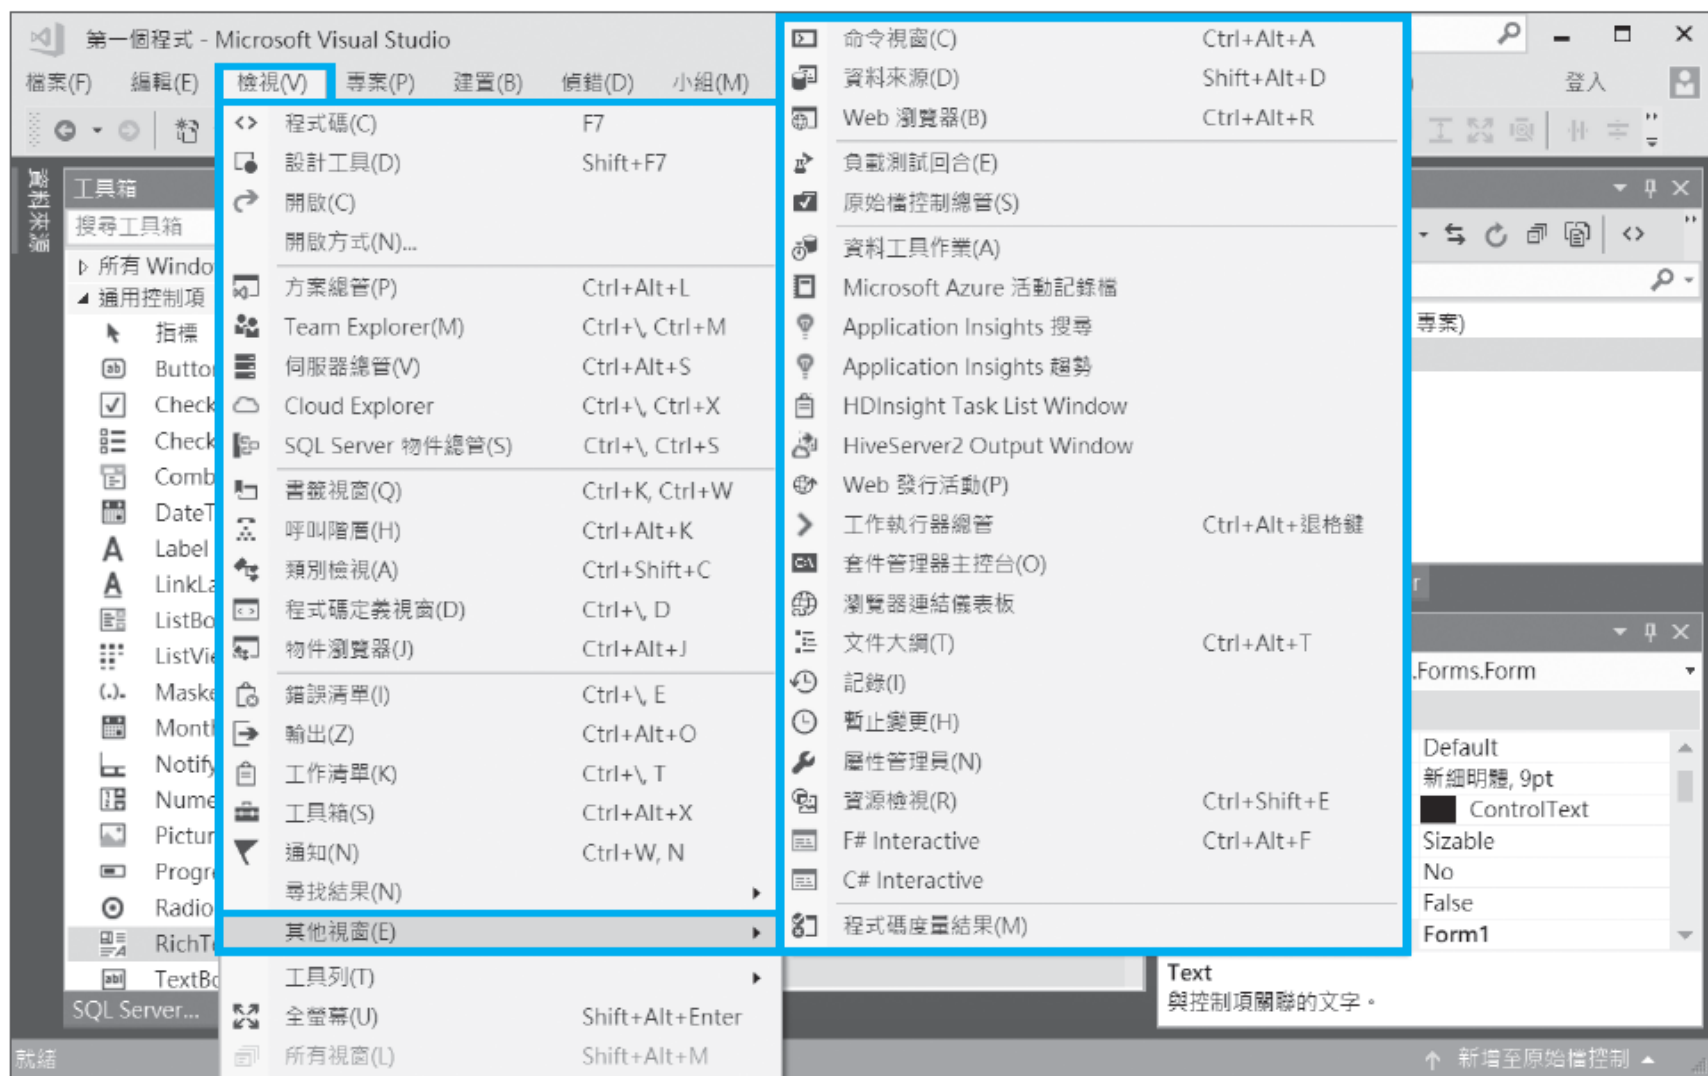 第一個程式 - Microsoft Visual Studio
檔案(F) 編輯(E) 檢視(V) 專案(P) 建置(B) 偵錯(D) 小組(M)
登入
資料來源
工具箱
搜尋工具箱
所有 Windo
通用控制項
指標
Butto
Check
Check
Comb
DateT
Label
LinkLa
ListBo
ListVie
Maske
Month
Notify
Nume
Pictur
Progre
Radio
RichTe
TextBo
SQL Server...
就緒
程式碼(C) F7
設計工具(D) Shift+F7
開啟(C)
開啟方式(N)...
方案總管(P) Ctrl+Alt+L
Team Explorer(M) Ctrl+\, Ctrl+M
伺服器總管(V) Ctrl+Alt+S
Cloud Explorer Ctrl+\, Ctrl+X
SQL Server 物件總管(S) Ctrl+\, Ctrl+S
書籤視窗(Q) Ctrl+K, Ctrl+W
呼叫階層(H) Ctrl+Alt+K
類別檢視(A) Ctrl+Shift+C
程式碼定義視窗(D) Ctrl+\, D
物件瀏覽器(J) Ctrl+Alt+J
錯誤清單(I) Ctrl+\, E
輸出(Z) Ctrl+Alt+O
工作清單(K) Ctrl+\, T
工具箱(S) Ctrl+Alt+X
通知(N) Ctrl+W, N
尋找結果(N)
其他視窗(E)
工具列(T)
全螢幕(U) Shift+Alt+Enter
所有視窗(L) Shift+Alt+M
命令視窗(C) Ctrl+Alt+A
資料來源(D) Shift+Alt+D
Web 瀏覽器(B) Ctrl+Alt+R
負載測試回合(E)
原始檔控制總管(S)
資料工具作業(A)
Microsoft Azure 活動記錄檔
Application Insights 搜尋
Application Insights 趨勢
HDInsight Task List Window
HiveServer2 Output Window
Web 發行活動(P)
工作執行器總管 Ctrl+Alt+退格鍵
套件管理器主控台(O)
瀏覽器連結儀表板
文件大綱(T) Ctrl+Alt+T
記錄(I)
暫止變更(H)
屬性管理員(N)
資源檢視(R) Ctrl+Shift+E
F# Interactive Ctrl+Alt+F
C# Interactive
程式碼度量結果(M)
專案)
r
.Forms.Form
Default
新細明體, 9pt
ControlText
Sizable
No
False
Form1
Text
與控制項關聯的文字。
新增至原始檔控制